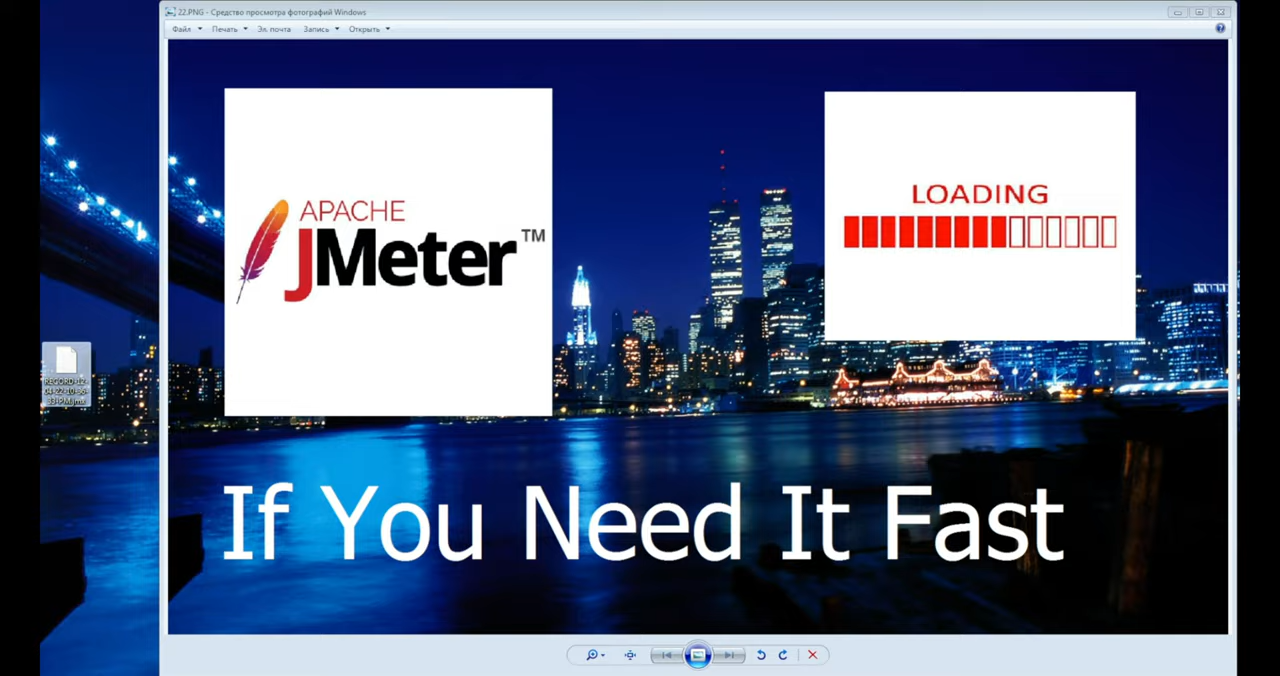 22.PNG - Средство просмотра фотографий Windows
Файл Печать Эл. почта Запись Открыть
APACHE
JMeter™
LOADING
If You Need It Fast